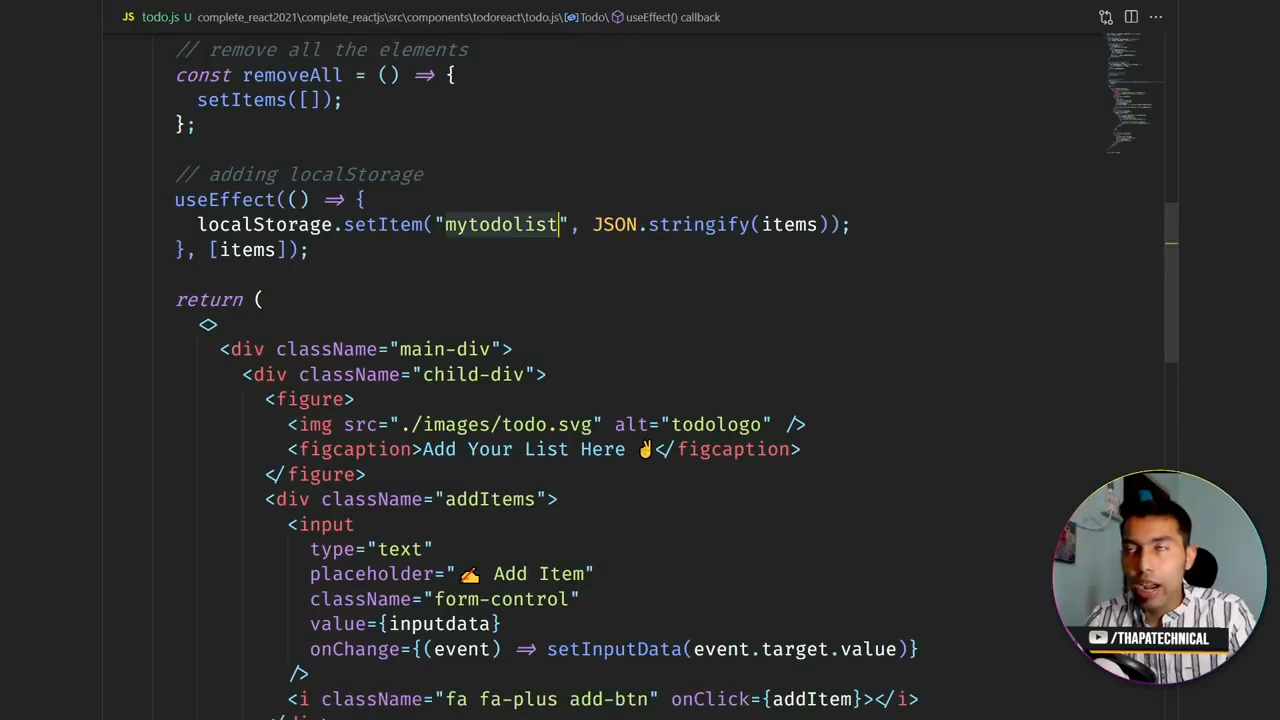 JS todo.js complete_react2021\complete_reactjs\src\components\todoreact\todo.js\Todo\useEffect() callback
// remove all the elements
const removeAll = () => {
setItems([]);
};
// adding localStorage
useEffect(() => {
localStorage.setItem("mytodolist", JSON.stringify(items));
}, [items]);
return (
<>
<div className="main-div">
<div className="child-div">
<figure>
<img src="./images/todo.svg" alt="todologo" />
<figcaption>Add Your List Here ✌</figcaption>
</figure>
<div className="addItems">
<input
type="text"
placeholder="✍ Add Item"
className="form-control"
value={inputdata}
onChange={(event) => setInputData(event.target.value)}
/>
<i className="fa fa-plus add-btn" onClick={addItem}></i>
/THAPATECHNICAL